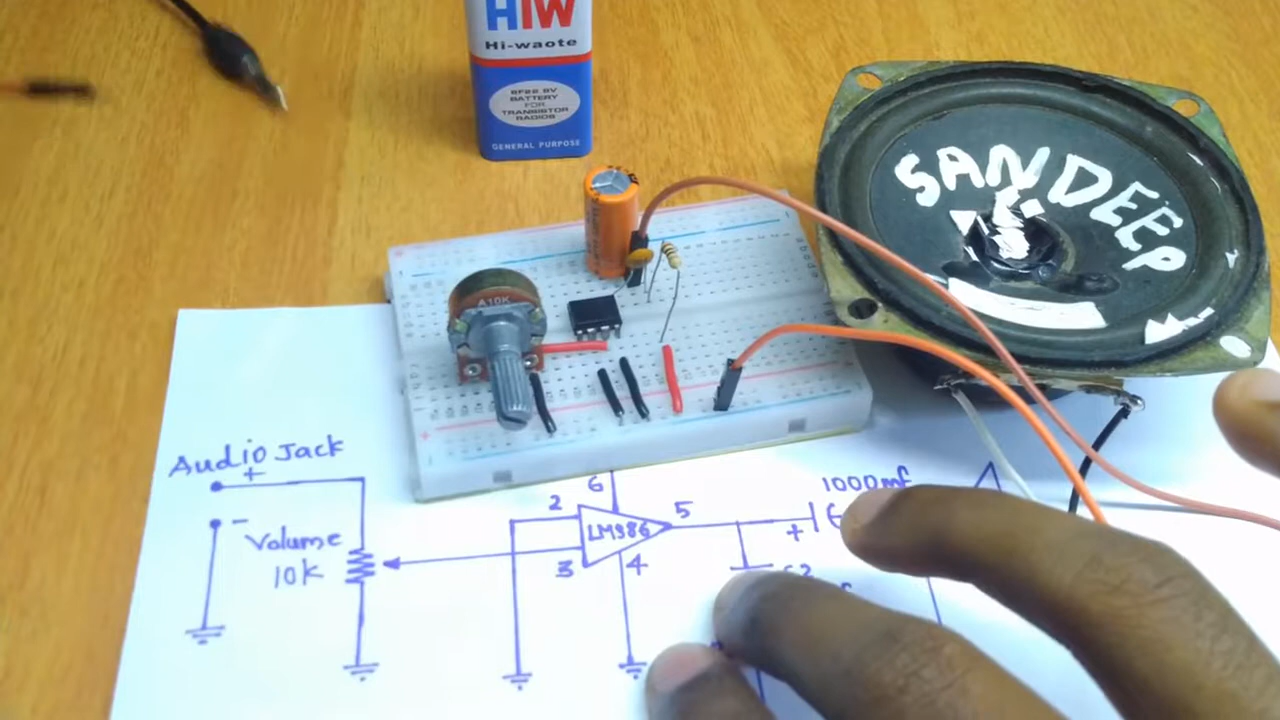 HIW
Hi-waote
6F22 9V
BATTERY
FOR
TRANSISTOR
RADIOS
GENERAL PURPOSE
SANDEEP
A10K
Audio Jack
+
-
Volume
10K
2
3
6
LM986
4
5
+
1000mf